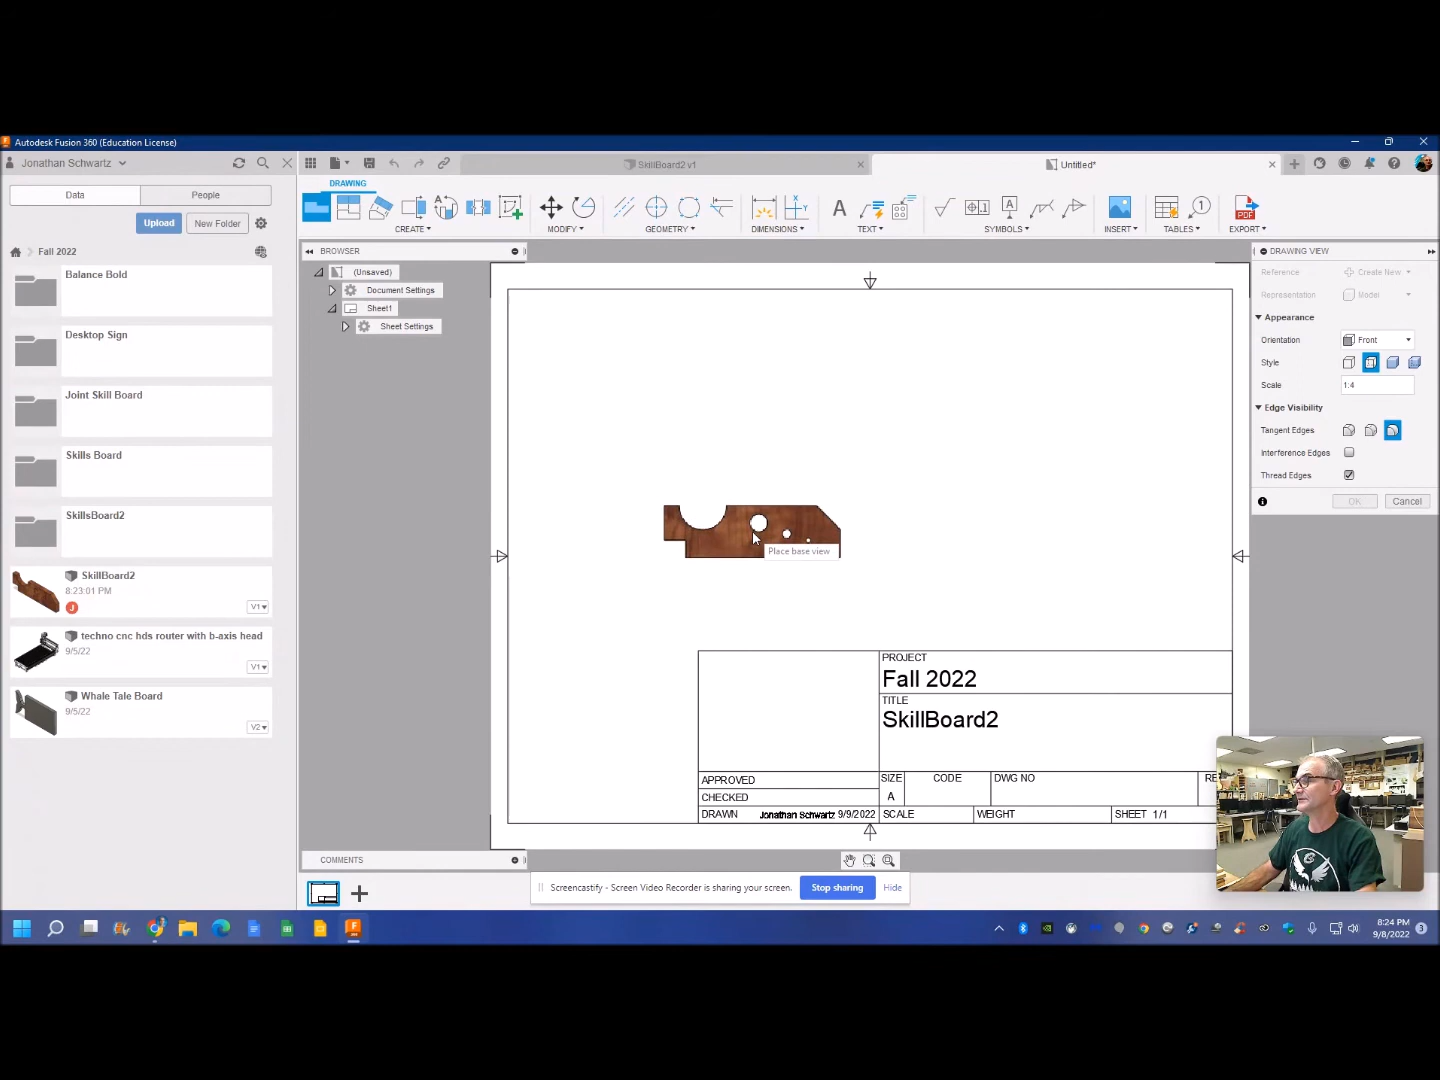 Autodesk Fusion 360 (Education License)
Jonathan Schwartz
SkillBoard2 v1
Untitled*
Data
People
Upload
New Folder
Fall 2022
Balance Bold
Desktop Sign
Joint Skill Board
Skills Board
SkillsBoard2
SkillBoard2
8:23:01 PM
J
V1
techno cnc hds router with b-axis head
9/5/22
V1
Whale Tale Board
9/5/22
V2
DRAWING
CREATE
MODIFY
GEOMETRY
DIMENSIONS
TEXT
SYMBOLS
INSERT
TABLES
EXPORT
PDF
BROWSER
(Unsaved)
Document Settings
Sheet1
Sheet Settings
Place base view
PROJECT
Fall 2022
TITLE
SkillBoard2
APPROVED
CHECKED
DRAWN Jonathan Schwartz 9/9/2022
SIZE
A
CODE
DWG NO
RE
SCALE
WEIGHT
SHEET 1/1
DRAWING VIEW
Reference Create New
Representation Model
Appearance
Orientation Front
Style
Scale 1:4
Edge Visibility
Tangent Edges
Interference Edges
Thread Edges
OK
Cancel
COMMENTS
Screencastify - Screen Video Recorder is sharing your screen.
Stop sharing
Hide
8:24 PM
9/8/2022
3